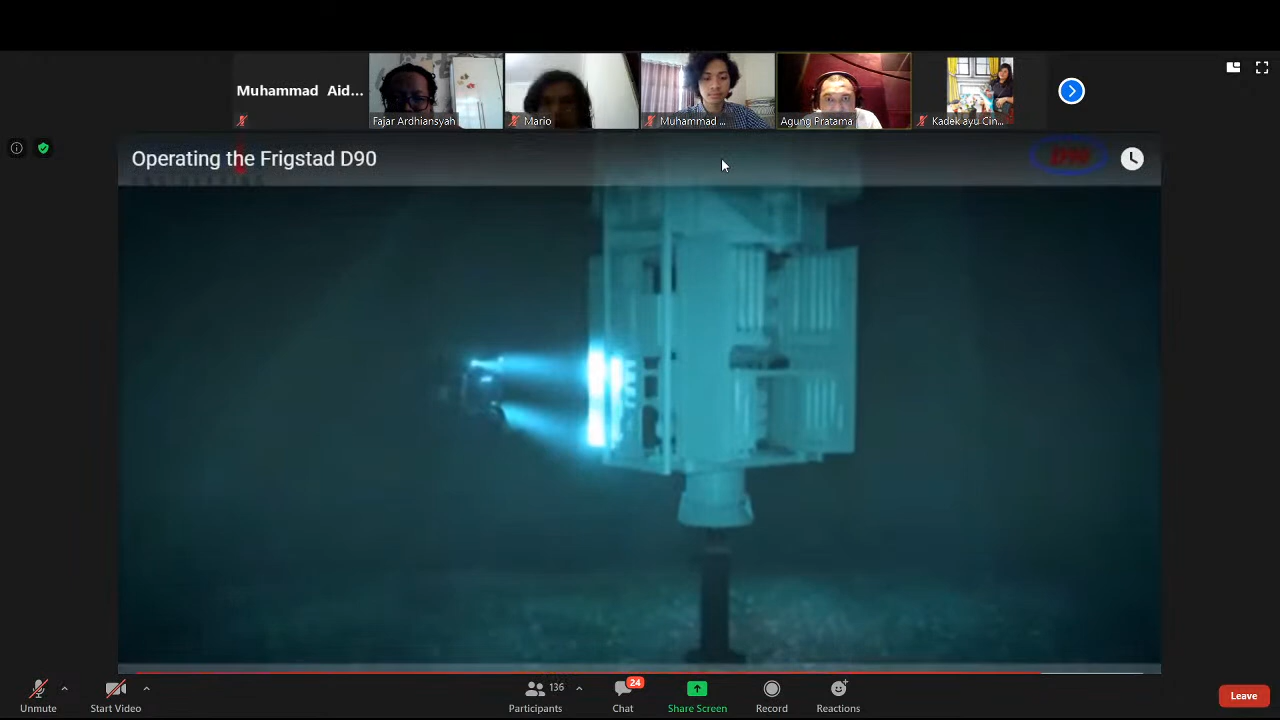 Muhammad Aid...
Fajar Ardhiansyah
Mario
Muhammad ...
Agung Pratama
Kadek ayu Cin...
Operating the Frigstad D90
D90
Unmute
Start Video
136
Participants
24
Chat
Share Screen
Record
Reactions
Leave